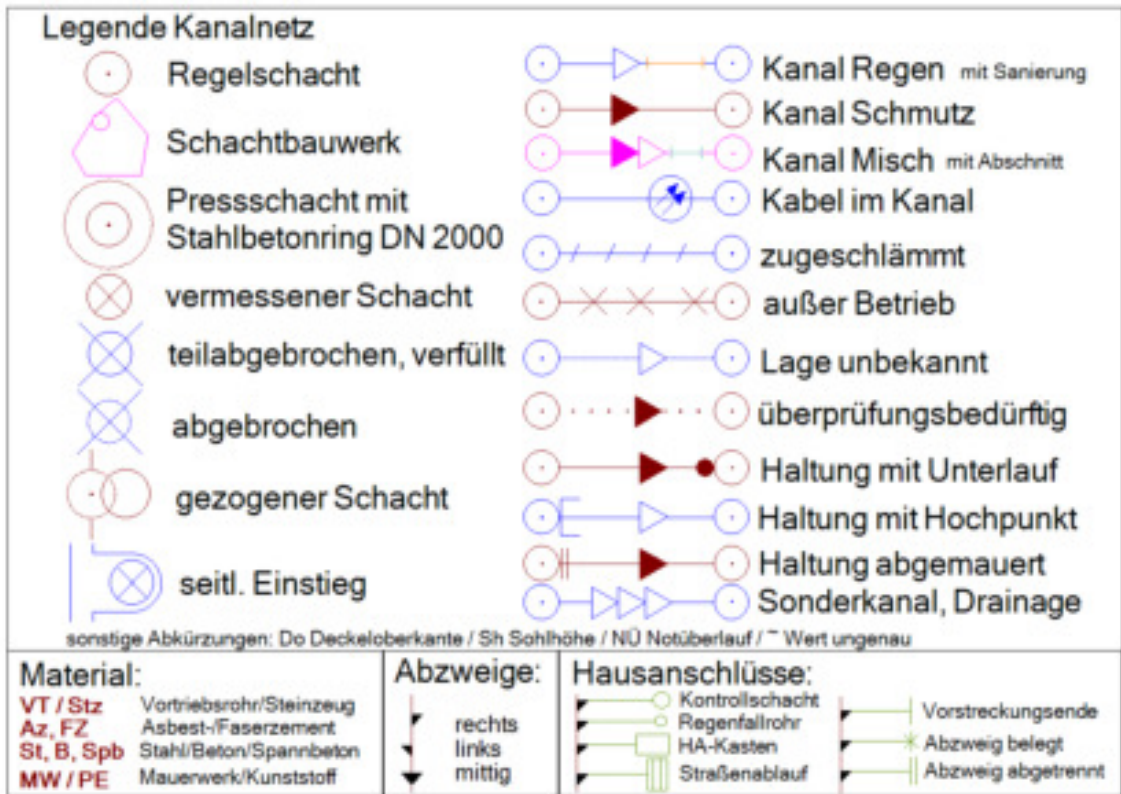 Legende Kanalnetz
Regelschacht
Schachtbauwerk
Pressschacht mit
Stahlbetonring DN 2000
vermessener Schacht
teilabgebrochen, verfüllt
abgebrochen
gezogener Schacht
seitl. Einstieg
Kanal Regen mit Sanierung
Kanal Schmutz
Kanal Misch mit Abschnitt
Kabel im Kanal
zugeschlämmt
außer Betrieb
Lage unbekannt
überprüfungsbedürftig
Haltung mit Unterlauf
Haltung mit Hochpunkt
Haltung abgemauert
Sonderkanal, Drainage
sonstige Abkürzungen: Do Deckeloberkante / Sh Sohlhöhe / NÜ Notüberlauf / ~ Wert ungenau
Material:
VT / Stz Vortriebsrohr/Steinzeug
Az, FZ Asbest-/Faserzement
St, B, Spb Stahl/Beton/Spannbeton
MW / PE Mauerwerk/Kunststoff
Abzweige:
rechts
links
mittig
Hausanschlüsse:
Kontrollschacht
Regenfallrohr
HA-Kasten
Straßenablauf
Vorstreckungsende
Abzweig belegt
Abzweig abgetrennt